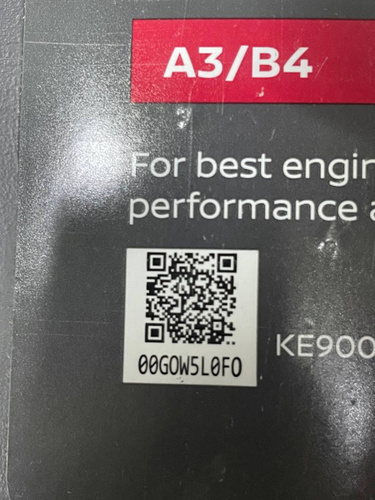 A3/B4
For best engin
performance a
00GOW5L0FO
KE900